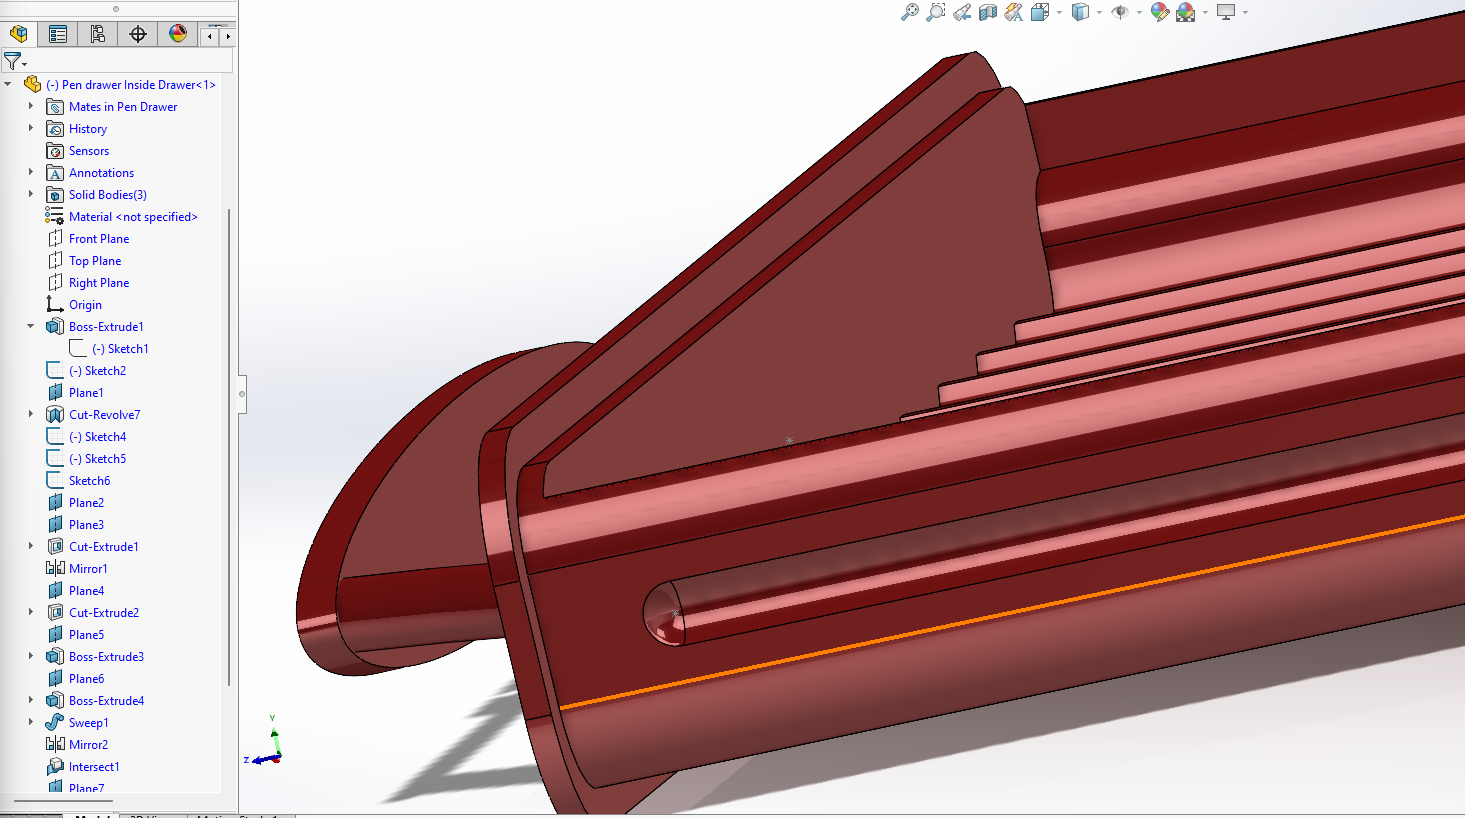 (-) Pen drawer Inside Drawer<1>
Mates in Pen Drawer
History
Sensors
Annotations
Solid Bodies(3)
Material <not specified>
Front Plane
Top Plane
Right Plane
Origin
Boss-Extrude1
(-) Sketch1
(-) Sketch2
Plane1
Cut-Revolve7
(-) Sketch4
(-) Sketch5
Sketch6
Plane2
Plane3
Cut-Extrude1
Mirror1
Plane4
Cut-Extrude2
Plane5
Boss-Extrude3
Plane6
Boss-Extrude4
Sweep1
Mirror2
Intersect1
Plane7
Y
Z